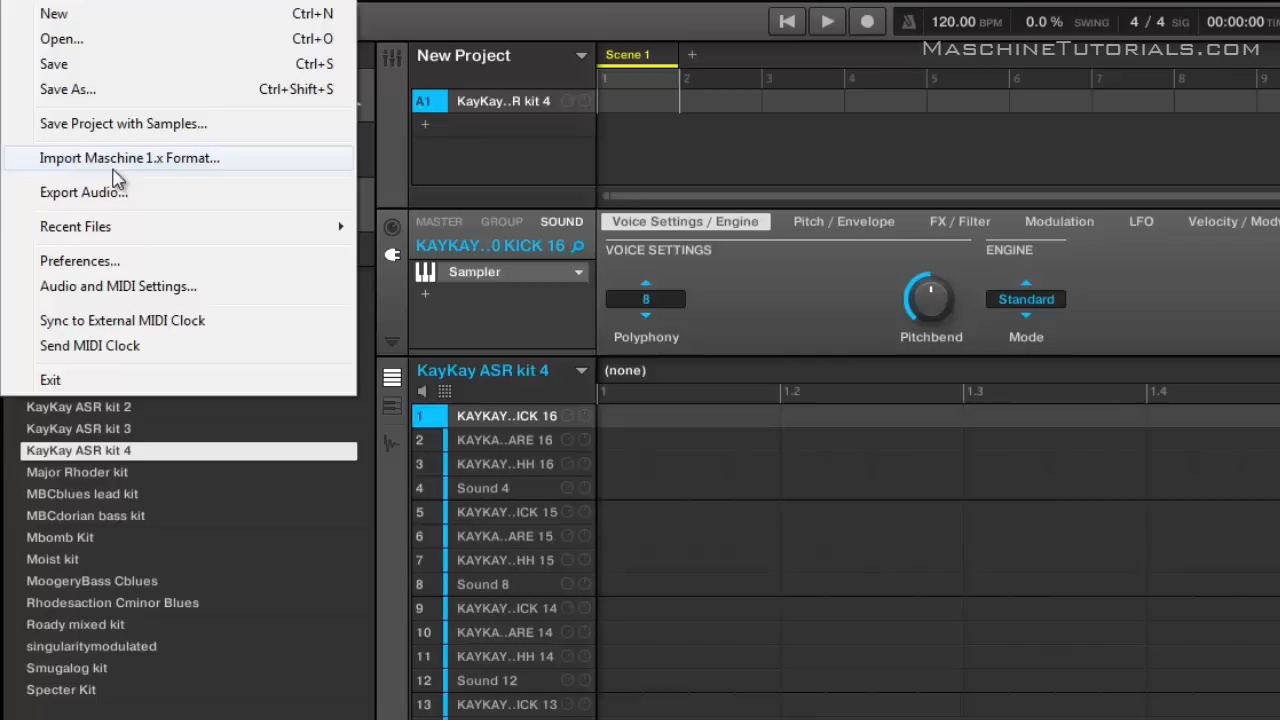 New Ctrl+N
Open... Ctrl+O
Save Ctrl+S
Save As... Ctrl+Shift+S
Save Project with Samples...
Import Maschine 1.x Format...
Export Audio...
Recent Files
Preferences...
Audio and MIDI Settings...
Sync to External MIDI Clock
Send MIDI Clock
Exit
KayKay ASR kit 2
KayKay ASR kit 3
KayKay ASR kit 4
Major Rhoder kit
MBCblues lead kit
MBCdorian bass kit
Mbomb Kit
Moist kit
MoogeryBass Cblues
Rhodesaction Cminor Blues
Roady mixed kit
singularitymodulated
Smugalog kit
Specter Kit
120.00 BPM 0.0 % SWING 4 / 4 SIG 00:00:00
MASCHINETUTORIALS.COM
New Project
Scene 1 +
1 2 3 4 5 6 7 8 9
A1 KayKay..R kit 4
+
MASTER GROUP SOUND
KAYKAY..0 KICK 16
Sampler
+
Voice Settings / Engine Pitch / Envelope FX / Filter Modulation LFO Velocity / Mod
VOICE SETTINGS ENGINE
8 Standard
Polyphony Pitchbend Mode
KayKay ASR kit 4 (none)
1 1.2 1.3 1.4
1 KAYKAY..ICK 16
2 KAYKA..ARE 16
3 KAYKAY..HH 16
4 Sound 4
5 KAYKAY..ICK 15
6 KAYKA..ARE 15
7 KAYKAY..HH 15
8 Sound 8
9 KAYKAY..ICK 14
10 KAYKA..ARE 14
11 KAYKAY..HH 14
12 Sound 12
13 KAYKAY..ICK 13